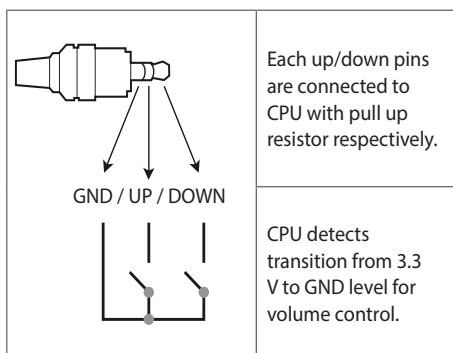 Each up/down pins
are connected to
CPU with pull up
resistor respectively.
GND / UP / DOWN
CPU detects
transition from 3.3
V to GND level for
volume control.